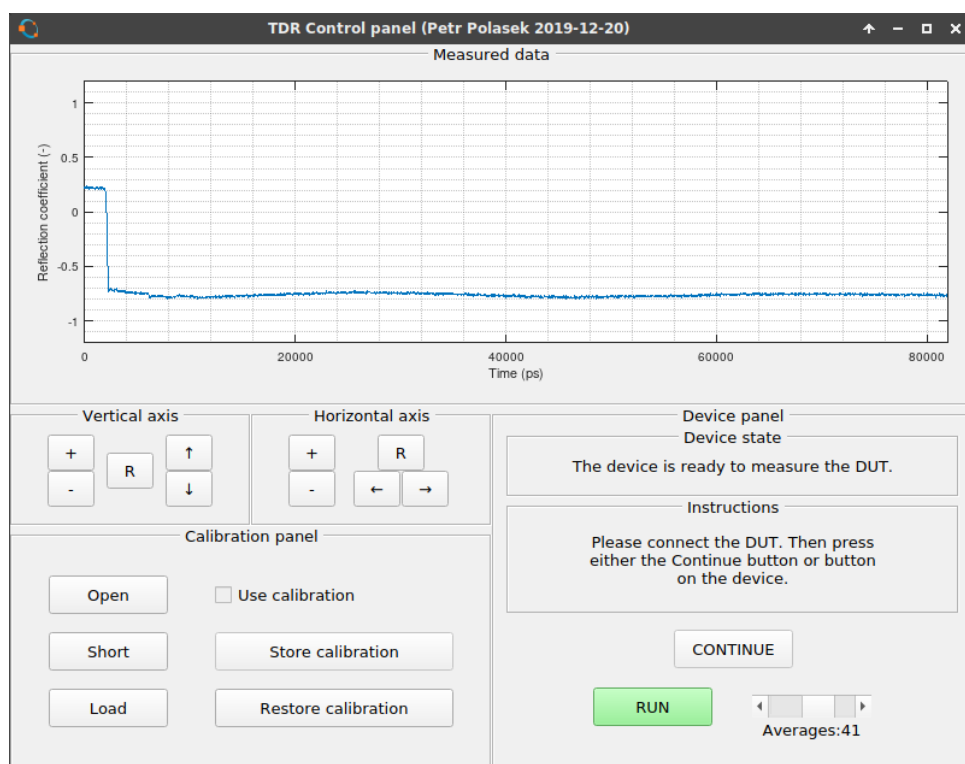 TDR Control panel (Petr Polasek 2019-12-20)
Measured data
Reflection coefficient (-)
1
0.5
0
-0.5
-1
0 20000 40000 60000 80000
Time (ps)
Vertical axis
+
-
R
↑
↓
Horizontal axis
+
-
R
← →
Calibration panel
Open
Use calibration
Short
Store calibration
Load
Restore calibration
Device panel
Device state
The device is ready to measure the DUT.
Instructions
Please connect the DUT. Then press
either the Continue button or button
on the device.
CONTINUE
RUN
Averages:41